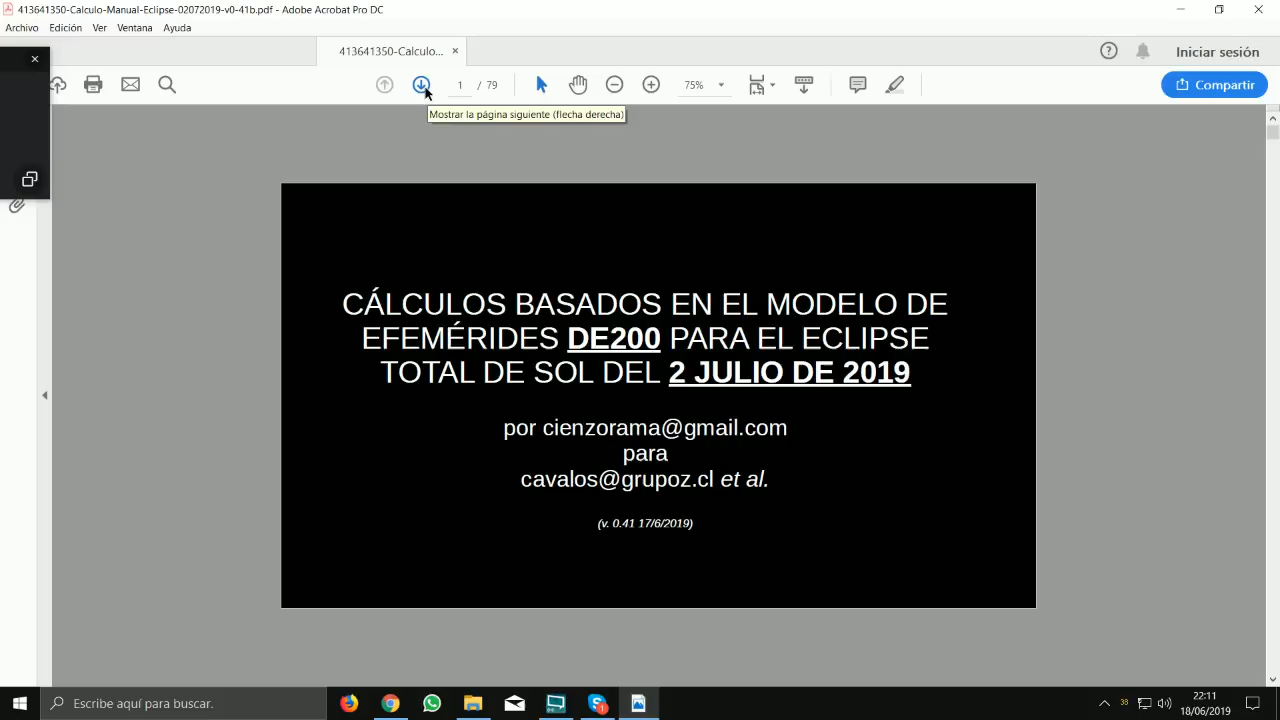 413641350-Calculo-Manual-Eclipse-02072019-v0-41b.pdf - Adobe Acrobat Pro DC
Archivo Edición Ver Ventana Ayuda
413641350-Calculo... ×
Iniciar sesión
1 / 79
75%
Compartir
Mostrar la página siguiente (flecha derecha)
CÁLCULOS BASADOS EN EL MODELO DE
EFEMÉRIDES DE200 PARA EL ECLIPSE
TOTAL DE SOL DEL 2 JULIO DE 2019
por cienzorama@gmail.com
para
cavalos@grupoz.cl et al.
(v. 0.41 17/6/2019)
Escribe aquí para buscar.
38
22:11
18/06/2019